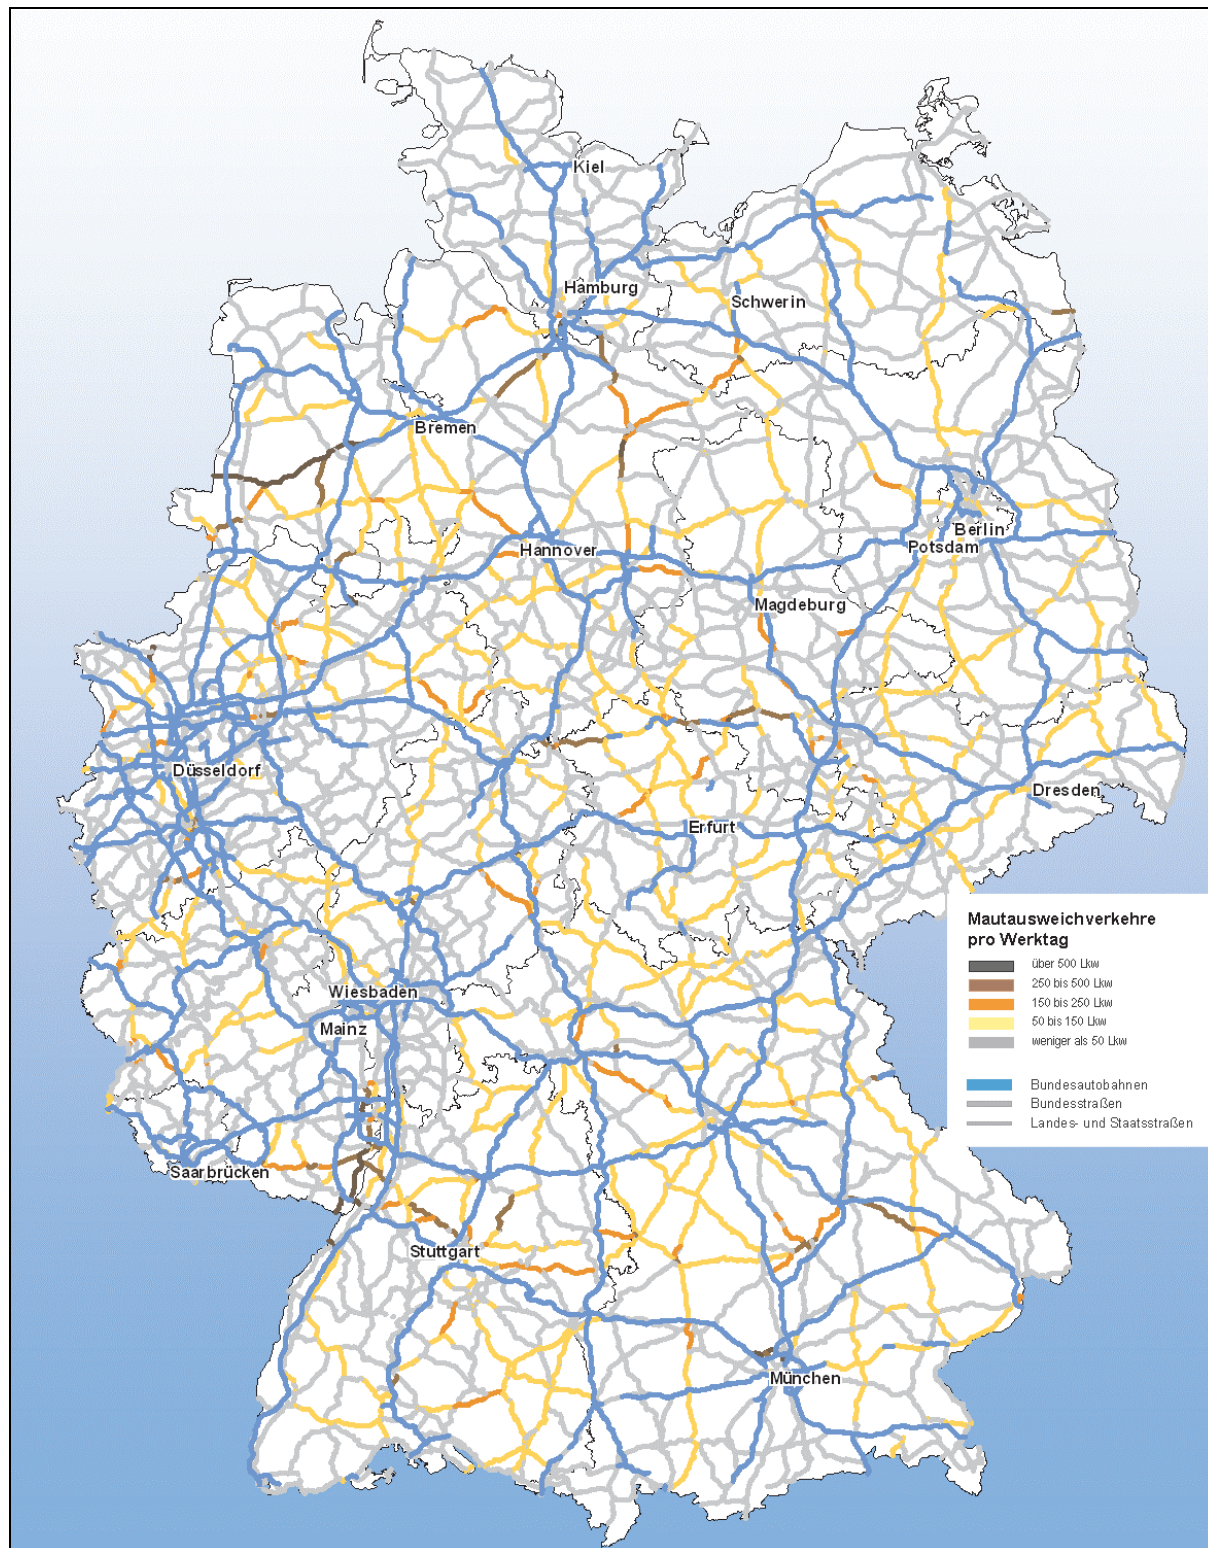 Kiel
Hamburg
Schwerin
Bremen
Berlin
Hannover
Potsdam
Magdeburg
Düsseldorf
Dresden
Erfurt
Wiesbaden
Mainz
Saarbrücken
Stuttgart
München
Mautausweichverkehre
pro Werktag
über 500 Lkw
250 bis 500 Lkw
150 bis 250 Lkw
50 bis 150 Lkw
weniger als 50 Lkw
Bundesautobahnen
Bundesstraßen
Landes- und Staatsstraßen